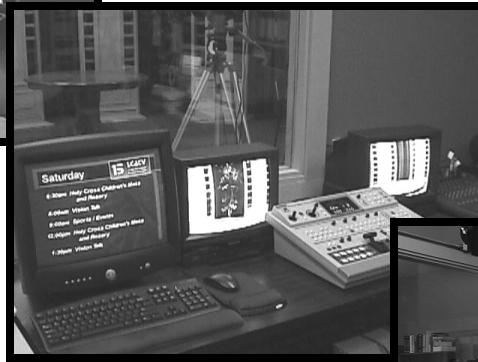 Saturday
15 LCACV
6:30am Holy Cross Children's Mass
and Rosary
8:00am Vision Talk
9:00am Sports / Events
12:00pm Holy Cross Children's Mass
and Rosary
1:30pm Vision Talk